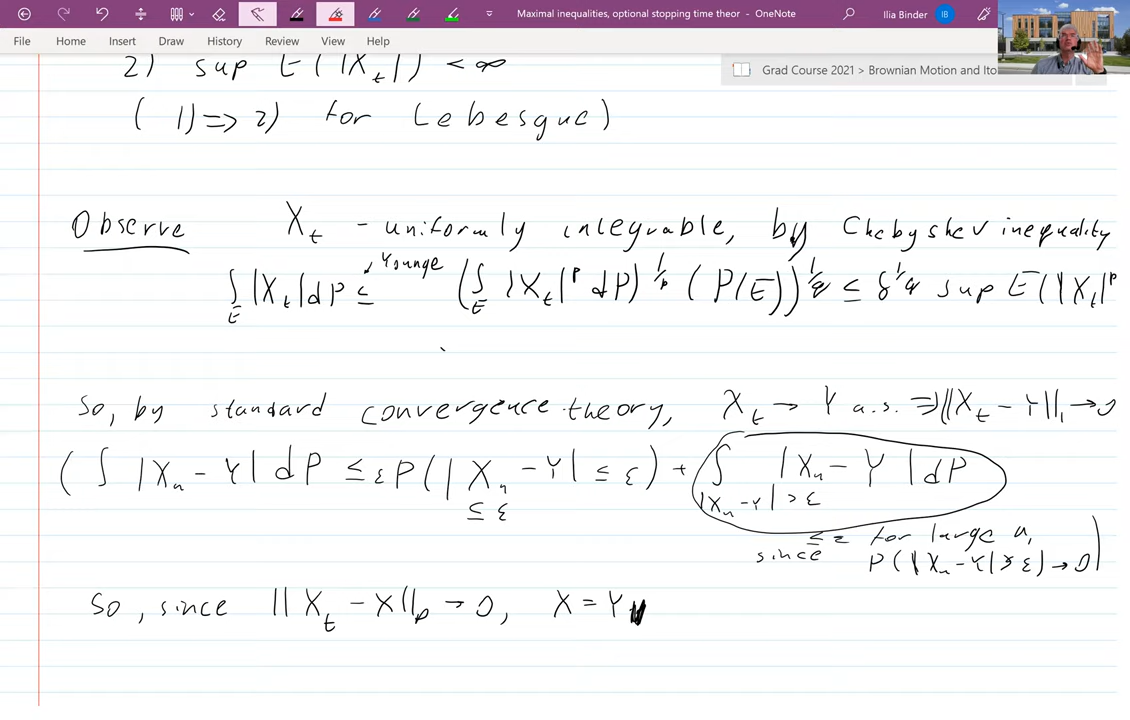 Maximal inequalities, optional stopping time theor - OneNote
Ilia Binder IB
File Home Insert Draw History Review View Help
Grad Course 2021 > Brownian Motion and Ito
2) sup E(|X_t|) < ∞
( 1) => 2) for Lebesgue)
Observe X_t - uniformly integrable, by Chebyshev inequality
∫_E |X_t| dP ≤ Younge (∫_E |X_t|^p dP)^{1/p} (P(E))^{1/q} ≤ δ^{1/q} sup E(|X_t|^p
So, by standard convergence theory, X_t → Y a.s. => ||X_t - Y||_1 → 0
(∫ |X_n - Y| dP ≤ ε P(|X_n - Y| ≤ ε) + ∫_{|X_n - Y| > ε} |X_n - Y| dP
≤ ε
≤ ε for large n,
since P(|X_n - Y| > ε) → 0)
So, since ||X_t - X||_p → 0, X = Y